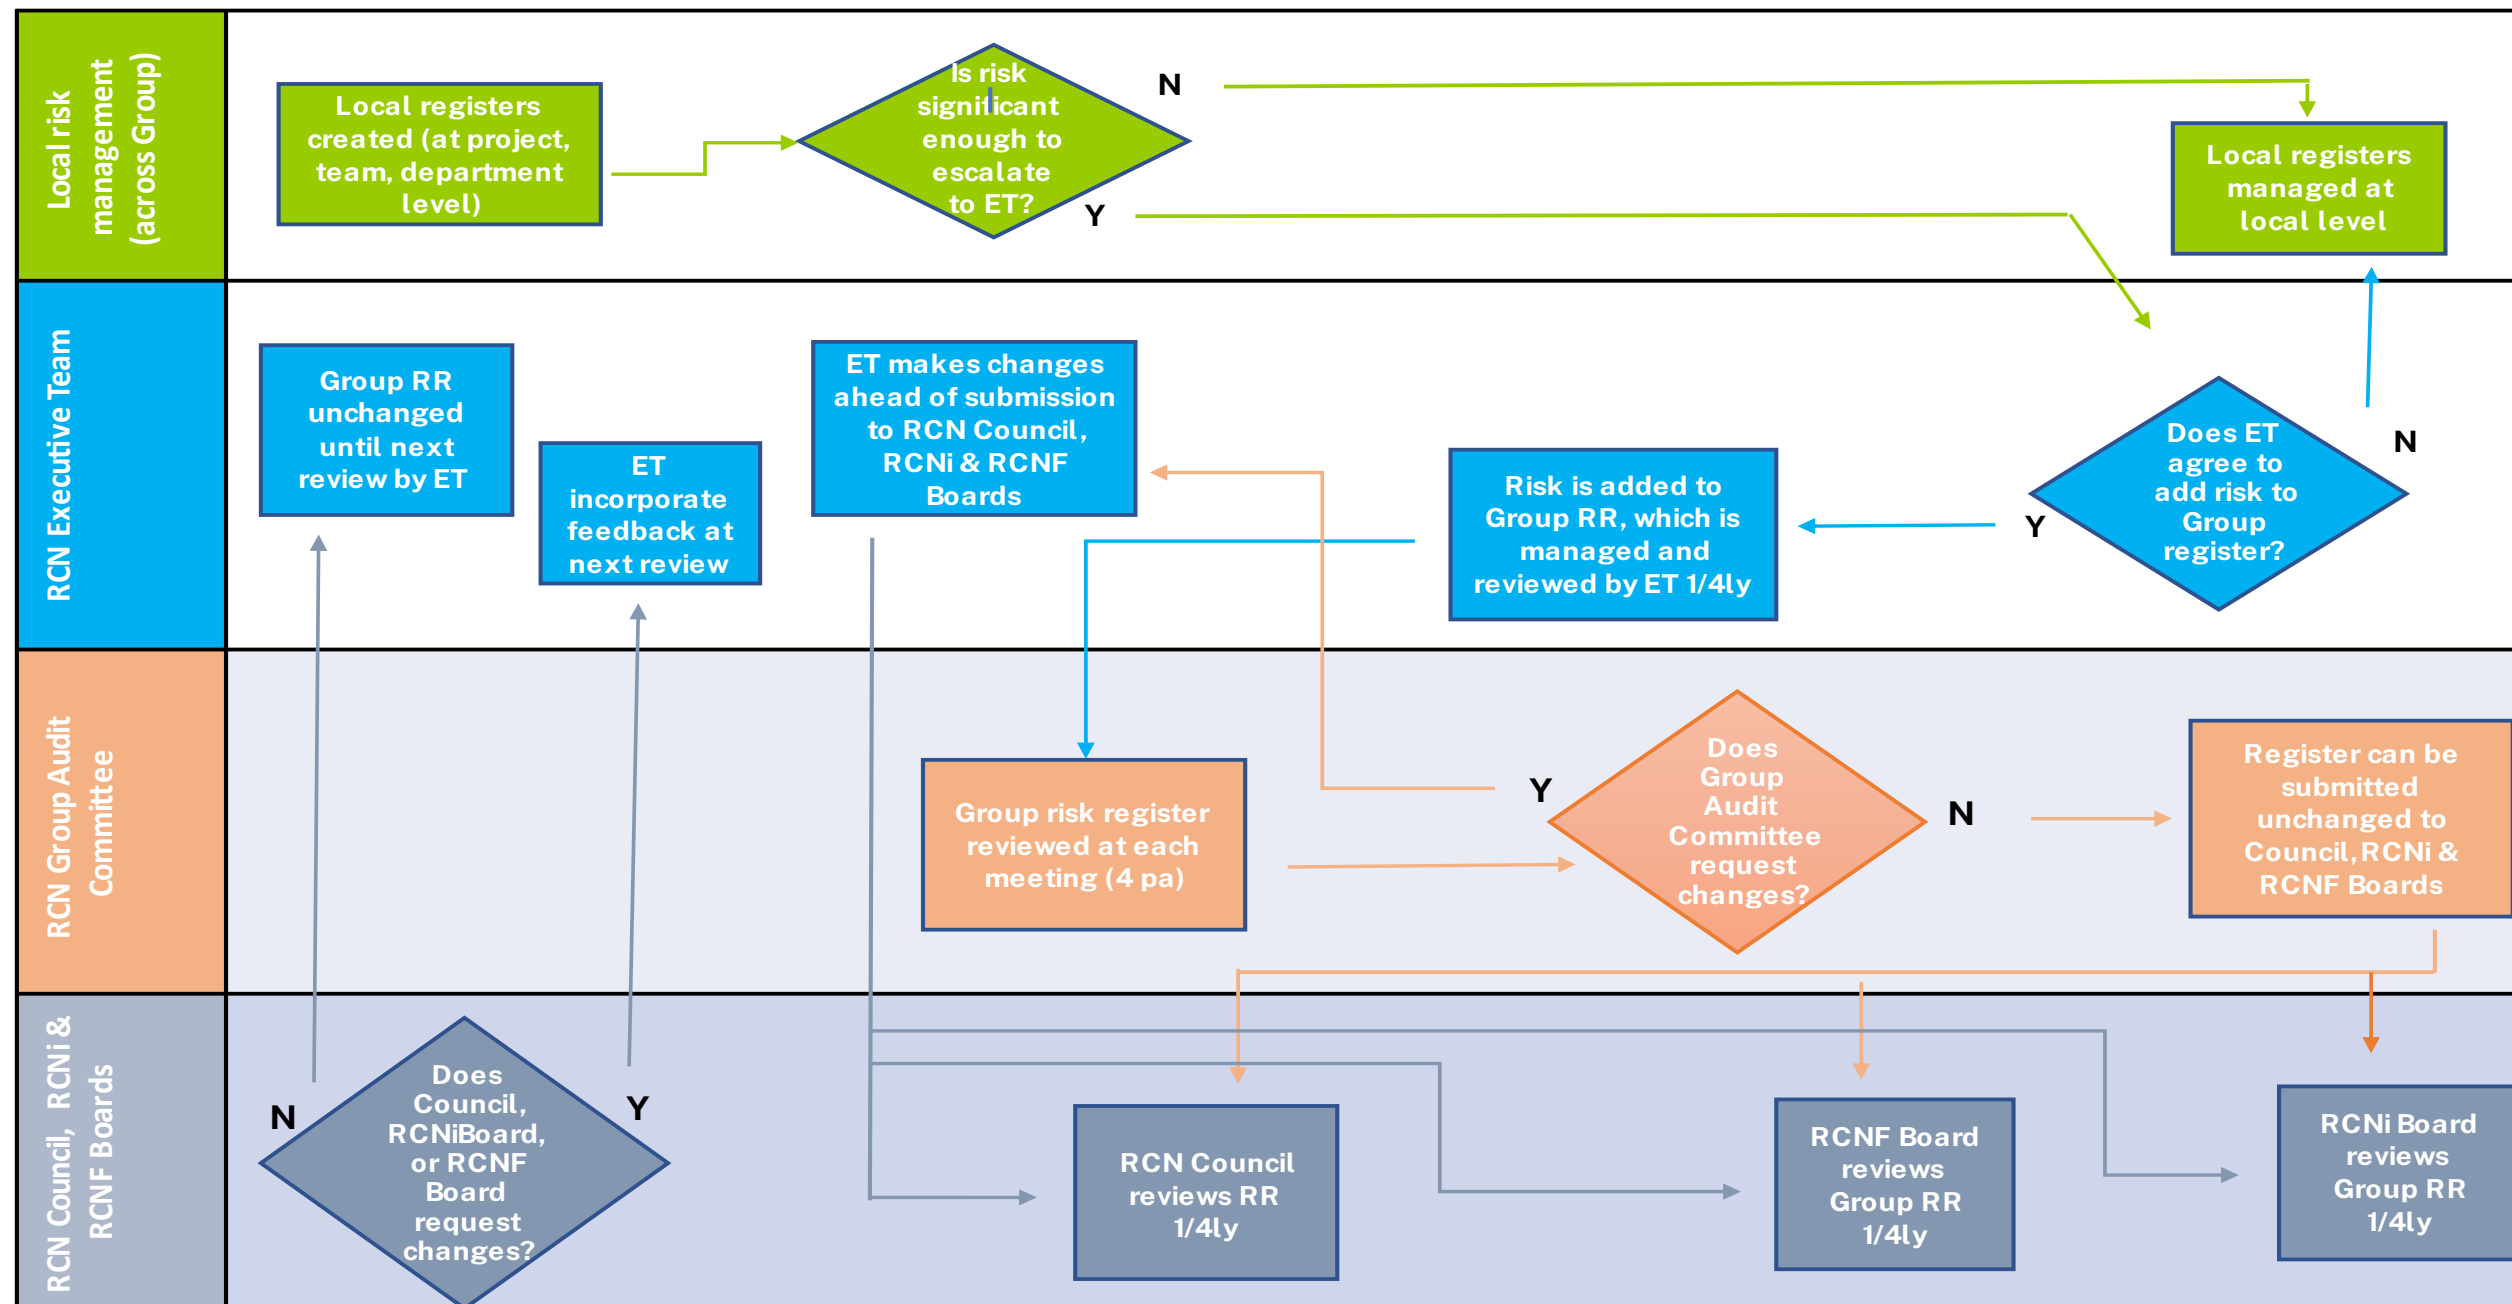 Local risk
management
(across Group)
Local registers
created (at project,
team, department
level)
Is risk
significant
enough to
escalate
to ET?
N
Y
Local registers
managed at
local level
RCN Executive Team
Group RR
unchanged
until next
review by ET
ET
incorporate
feedback at
next review
ET makes changes
ahead of submission
to RCN Council,
RCNi & RCNF
Boards
Risk is added to
Group RR, which is
managed and
reviewed by ET 1/4ly
Y
Does ET
agree to
add risk to
Group
register?
N
RCN Group Audit
Committee
Group risk register
reviewed at each
meeting (4 pa)
Y
Does
Group
Audit
Committee
request
changes?
N
Register can be
submitted
unchanged to
Council, RCNi &
RCNF Boards
RCN Council, RCNi &
RCNF Boards
N
Does
Council,
RCNiBoard,
or RCNF
Board
request
changes?
Y
RCN Council
reviews RR
1/4ly
RCNF Board
reviews
Group RR
1/4ly
RCNi Board
reviews
Group RR
1/4ly